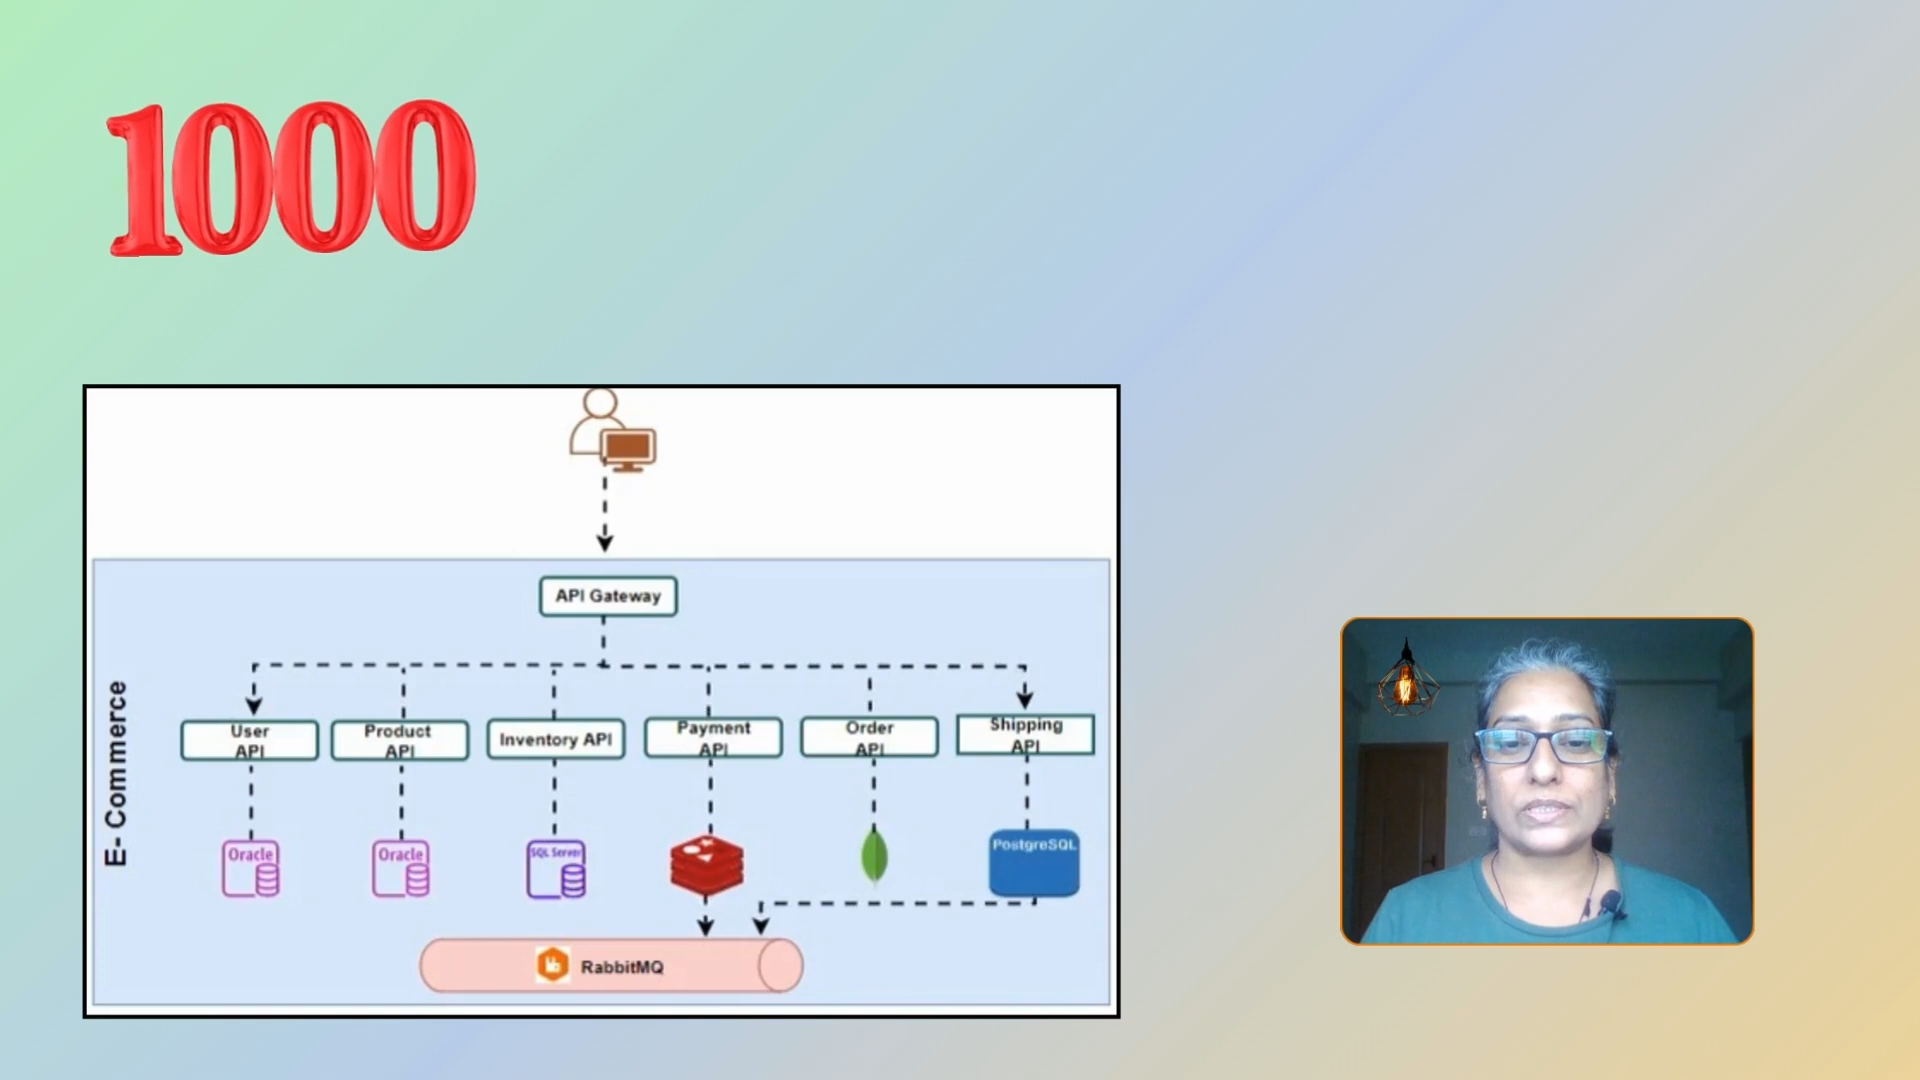 1000
API Gateway
E- Commerce
User
API
Product
API
Inventory API
Payment
API
Order
API
Shipping
API
Oracle
Oracle
SQL Server
PostgreSQL
RabbitMQ